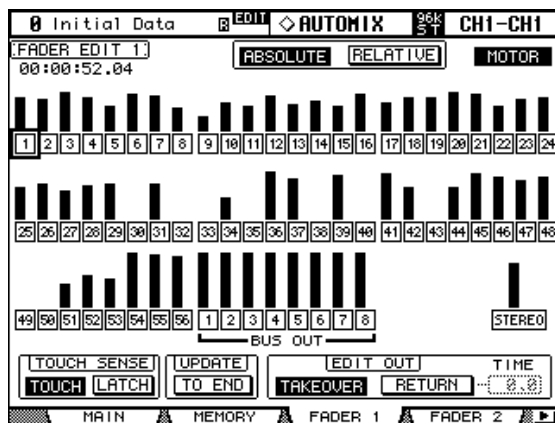 0 Initial Data R EDIT ◇AUTOMIX 96K ST CH1-CH1
FADER EDIT 1
00:00:52.04
ABSOLUTE RELATIVE MOTOR
1 2 3 4 5 6 7 8 9 10 11 12 13 14 15 16 17 18 19 20 21 22 23 24
25 26 27 28 29 30 31 32 33 34 35 36 37 38 39 40 41 42 43 44 45 46 47 48
49 50 51 52 53 54 55 56 1 2 3 4 5 6 7 8 STEREO
BUS OUT
TOUCH SENSE UPDATE EDIT OUT TIME
TOUCH LATCH TO END TAKEOVER RETURN 0.0
MAIN MEMORY FADER 1 FADER 2